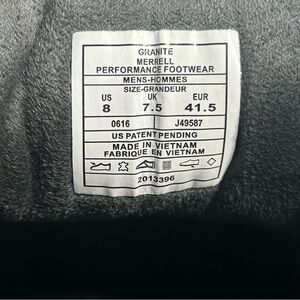 GRANITE
MERRELL
PERFORMANCE FOOTWEAR
MENS-HOMMES
SIZE-GRANDEUR
US UK EUR
8 7.5 41.5
0616 J49587
US PATENT PENDING
MADE IN VIETNAM
FABRIQUE EN VIETNAM
2013396